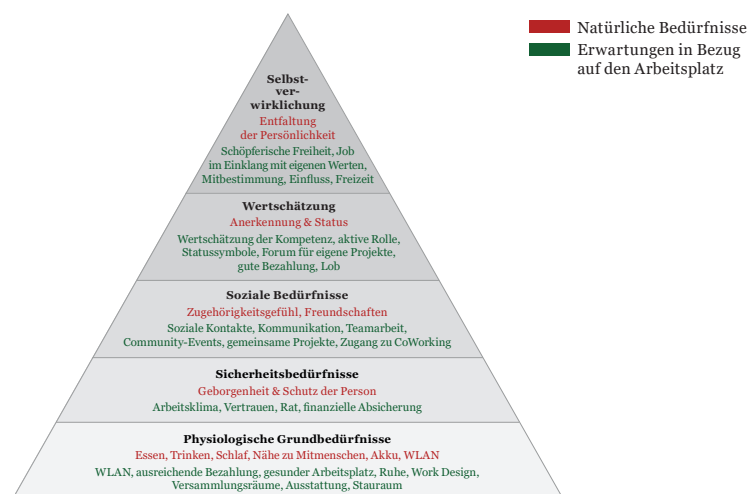 Natürliche Bedürfnisse
Erwartungen in Bezug
auf den Arbeitsplatz
Selbst-
ver-
wirklichung
Entfaltung
der Persönlichkeit
Schöpferische Freiheit, Job
im Einklang mit eigenen Werten,
Mitbestimmung, Einfluss, Freizeit
Wertschätzung
Anerkennung & Status
Wertschätzung der Kompetenz, aktive Rolle,
Statussymbole, Forum für eigene Projekte,
gute Bezahlung, Lob
Soziale Bedürfnisse
Zugehörigkeitsgefühl, Freundschaften
Soziale Kontakte, Kommunikation, Teamarbeit,
Community-Events, gemeinsame Projekte, Zugang zu CoWorking
Sicherheitsbedürfnisse
Geborgenheit & Schutz der Person
Arbeitsklima, Vertrauen, Rat, finanzielle Absicherung
Physiologische Grundbedürfnisse
Essen, Trinken, Schlaf, Nähe zu Mitmenschen, Akku, WLAN
WLAN, ausreichende Bezahlung, gesunder Arbeitsplatz, Ruhe, Work Design,
Versammlungsräume, Ausstattung, Stauraum